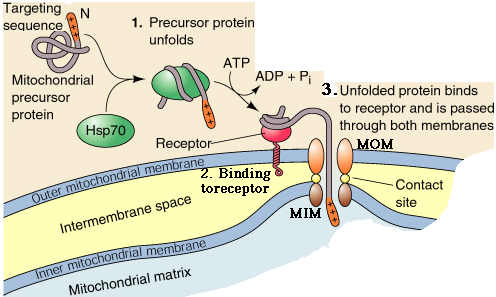 Targeting
sequence
N
1. Precursor protein
unfolds
Mitochondrial
precursor
protein
Hsp70
ATP
ADP + Pi
3. Unfolded protein binds
to receptor and is passed
through both membranes
Receptor
MOM
2. Binding
toreceptor
Contact
site
MIM
Outer mitochondrial membrane
Intermembrane space
Inner mitochondrial membrane
Mitochondrial matrix
+++
+++
+++